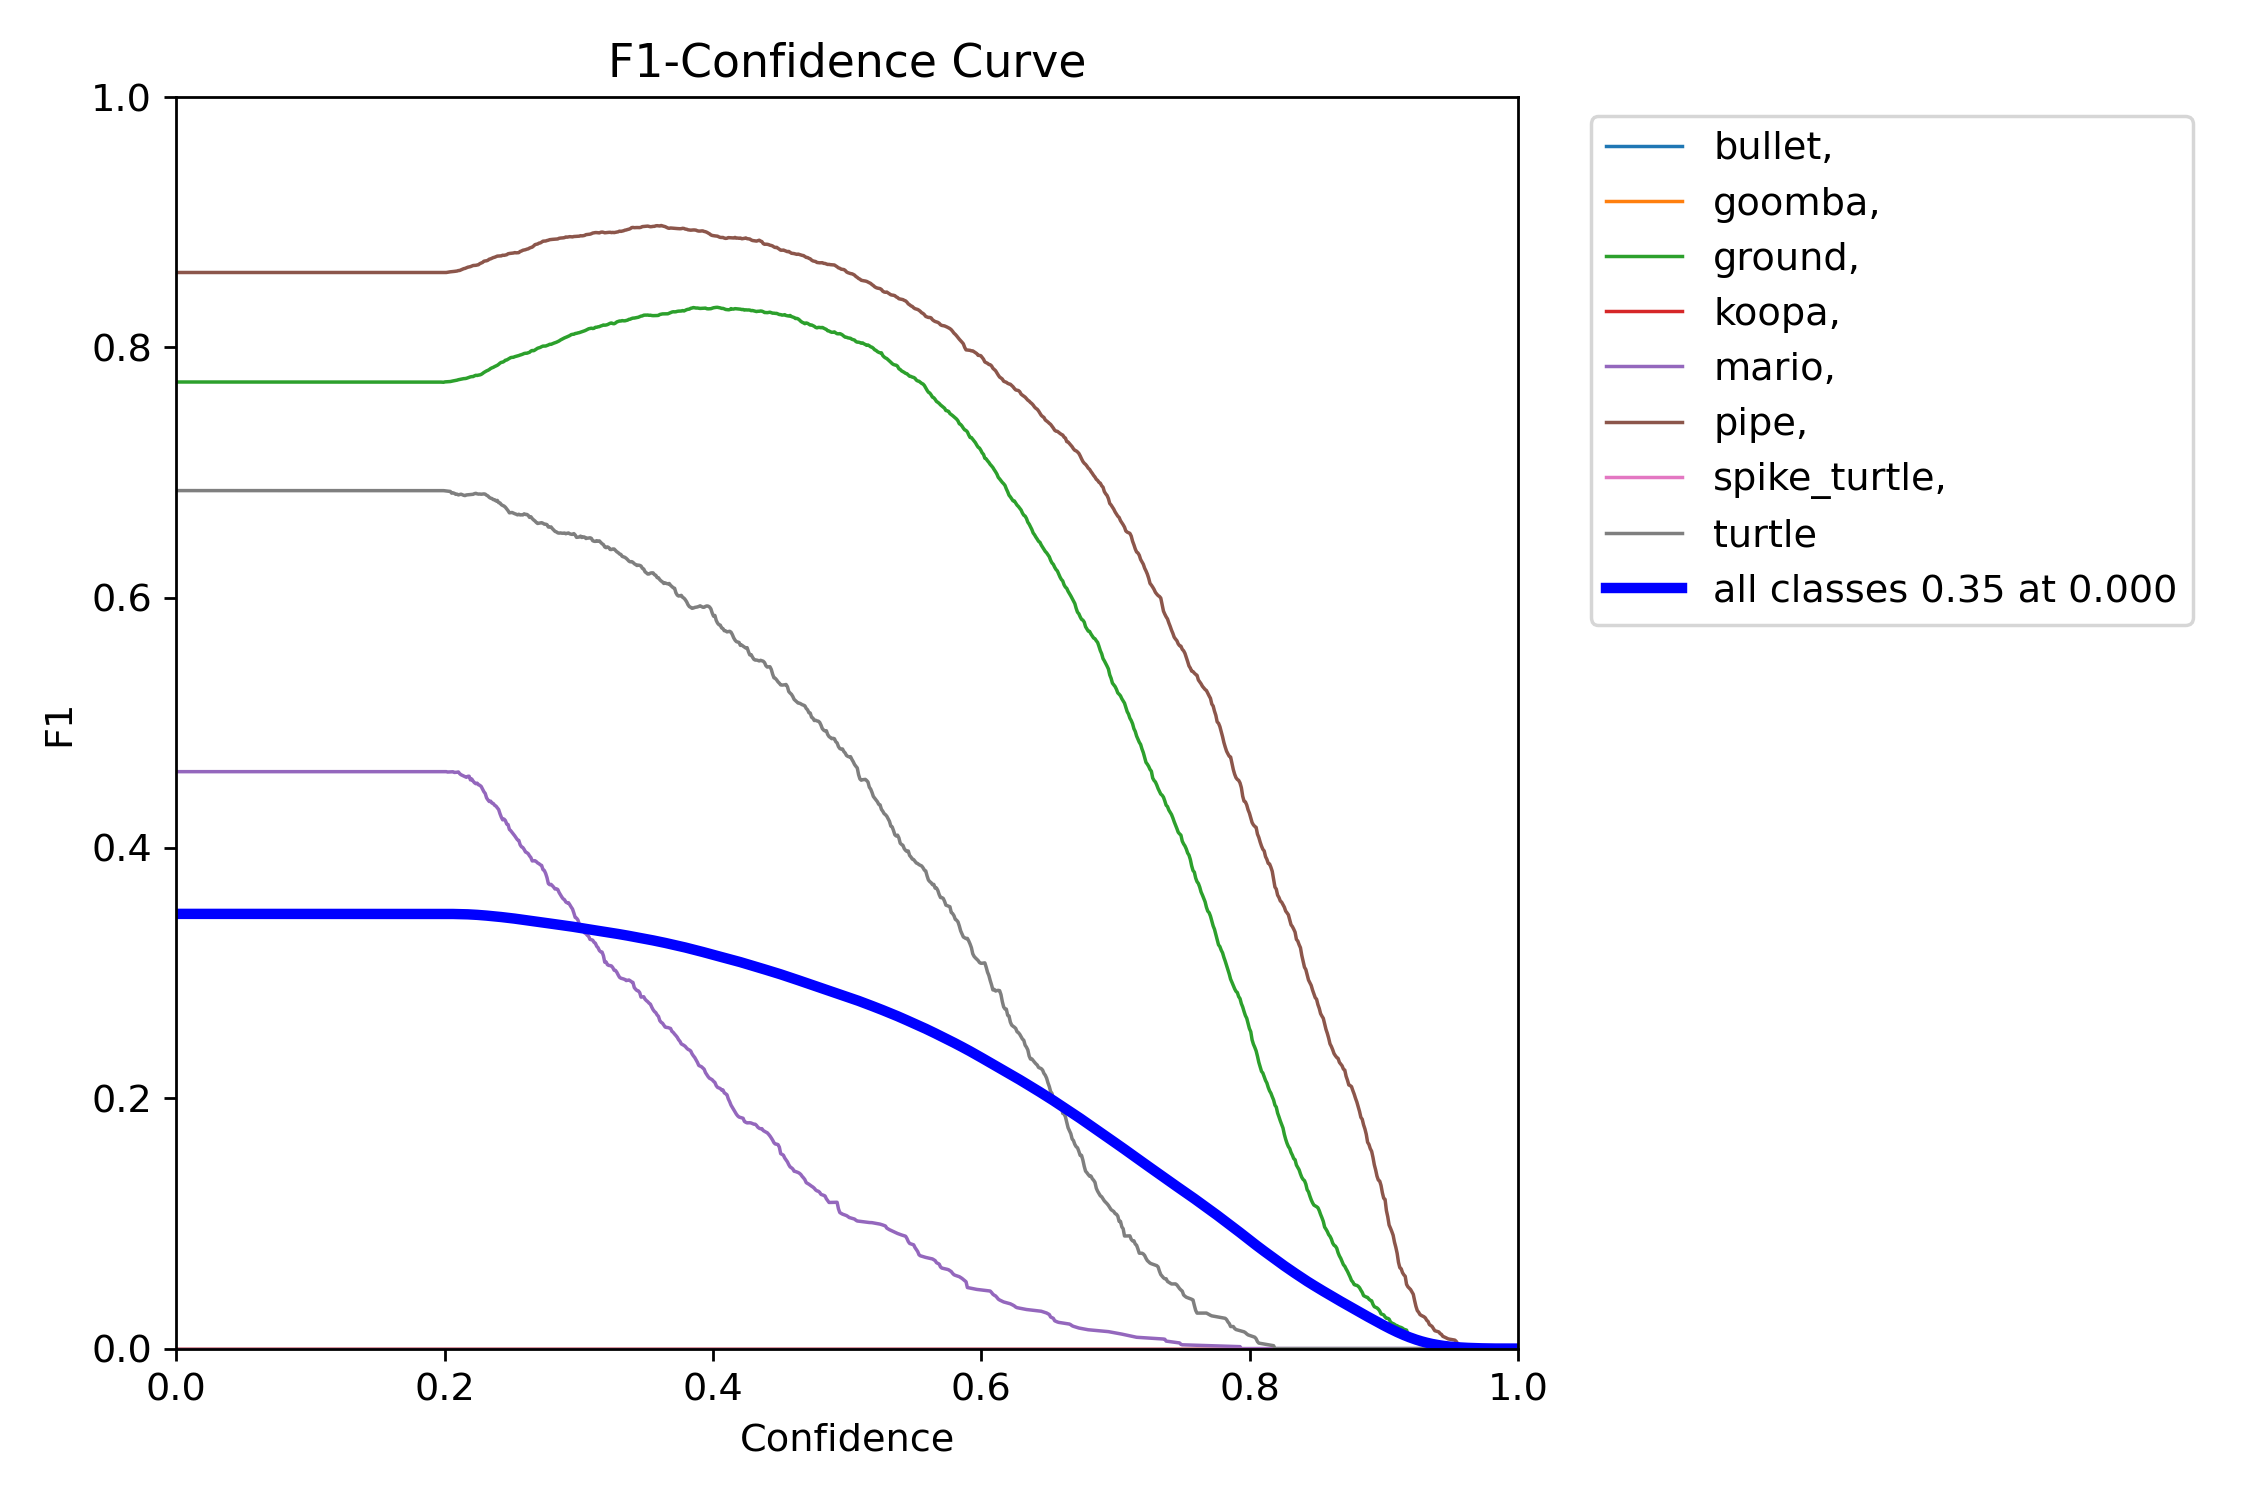 F1-Confidence Curve
1.0
0.8
0.6
0.4
0.2
0.0
F1
0.0 0.2 0.4 0.6 0.8 1.0
Confidence
bullet,
goomba,
ground,
koopa,
mario,
pipe,
spike_turtle,
turtle
all classes 0.35 at 0.000